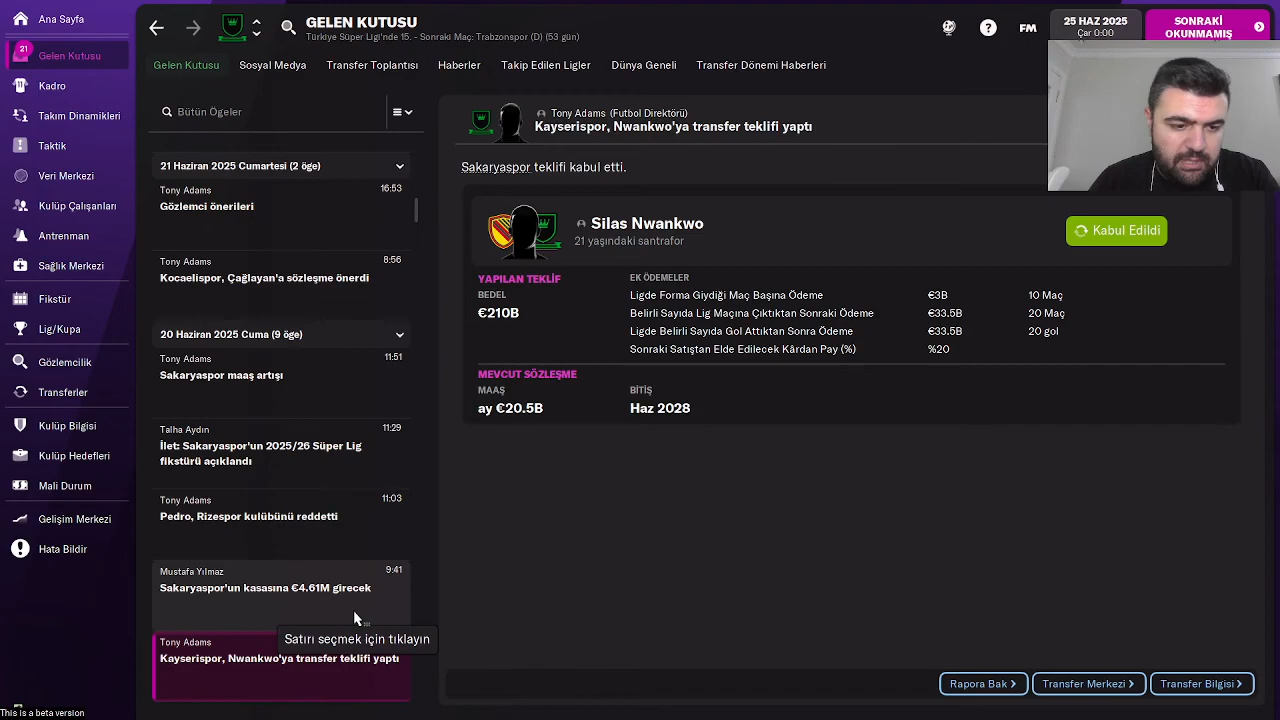 Ana Sayfa
21
Gelen Kutusu
Kadro
Takım Dinamikleri
Taktik
Veri Merkezi
Kulüp Çalışanları
Antrenman
Sağlık Merkezi
Fikstür
Lig/Kupa
Gözlemcilik
Transferler
Kulüp Bilgisi
Kulüp Hedefleri
Mali Durum
Gelişim Merkezi
Hata Bildir
This is a beta version
GELEN KUTUSU
Türkiye Süper Ligi'nde 15. - Sonraki Maç: Trabzonspor (D) (53 gün)
FM
25 HAZ 2025
Çar 0:00
SONRAKİ
OKUNMAMIŞ
Gelen Kutusu
Sosyal Medya
Transfer Toplantısı
Haberler
Takip Edilen Ligler
Dünya Geneli
Transfer Dönemi Haberleri
Bütün Ögeler
21 Haziran 2025 Cumartesi (2 öge)
Tony Adams 16:53
Gözlemci önerileri
Tony Adams 8:56
Kocaelispor, Çağlayan'a sözleşme önerdi
20 Haziran 2025 Cuma (9 öge)
Tony Adams 11:51
Sakaryaspor maaş artışı
Talha Aydın 11:29
İlet: Sakaryaspor'un 2025/26 Süper Lig
fikstürü açıklandı
Tony Adams 11:03
Pedro, Rizespor kulübünü reddetti
Mustafa Yılmaz 9:41
Sakaryaspor'un kasasına €4.61M girecek
Satırı seçmek için tıklayın
Tony Adams
Kayserispor, Nwankwo'ya transfer teklifi yaptı
Tony Adams (Futbol Direktörü)
Kayserispor, Nwankwo'ya transfer teklifi yaptı
Sakaryaspor teklifi kabul etti.
Silas Nwankwo
21 yaşındaki santrafor
Kabul Edildi
YAPILAN TEKLİF
BEDEL
€210B
EK ÖDEMELER
Ligde Forma Giydiği Maç Başına Ödeme €3B 10 Maç
Belirli Sayıda Lig Maçına Çıktıktan Sonraki Ödeme €33.5B 20 Maç
Ligde Belirli Sayıda Gol Attıktan Sonra Ödeme €33.5B 20 gol
Sonraki Satıştan Elde Edilecek Kârdan Pay (%) %20
MEVCUT SÖZLEŞME
MAAŞ BİTİŞ
ay €20.5B Haz 2028
Rapora Bak
Transfer Merkezi
Transfer Bilgisi